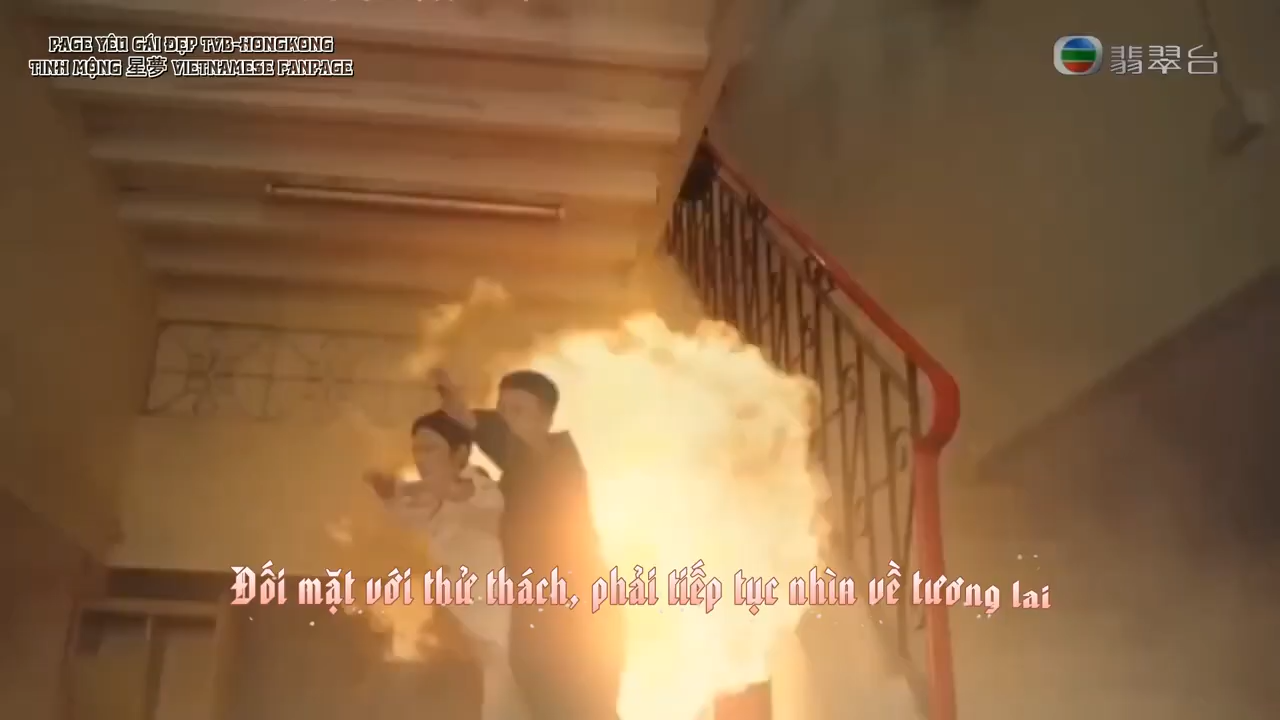 PAGE YÊU GÁI ĐẸP TVB-HONGKONG
TINH MỘNG 星夢 VIETNAMESE FANPAGE
翡翠台
Đối mặt với thử thách, phải tiếp tục nhìn về tương lai